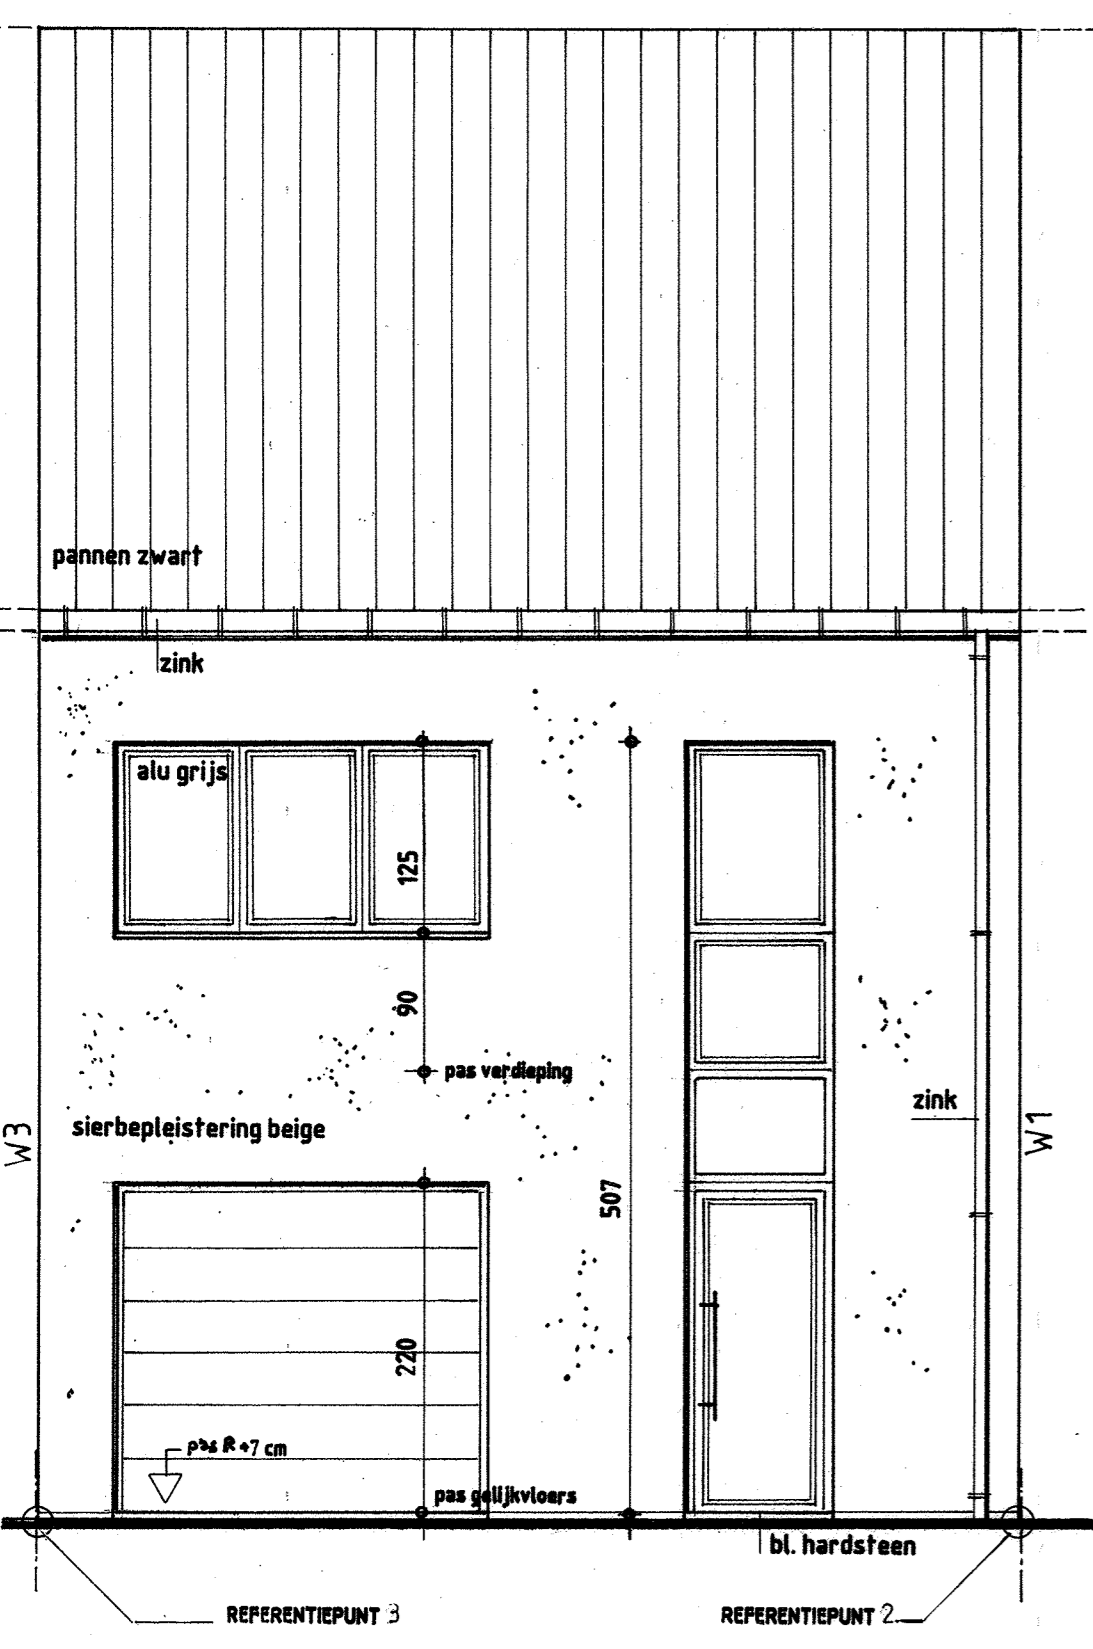 pannen zwart
zink
alu grijs
125
90
pas verdieping
sierbepleistering beige
zink
W3
W1
507
220
pas R +7 cm
pas gelijkvloers
bl. hardsteen
REFERENTIEPUNT 3
REFERENTIEPUNT 2